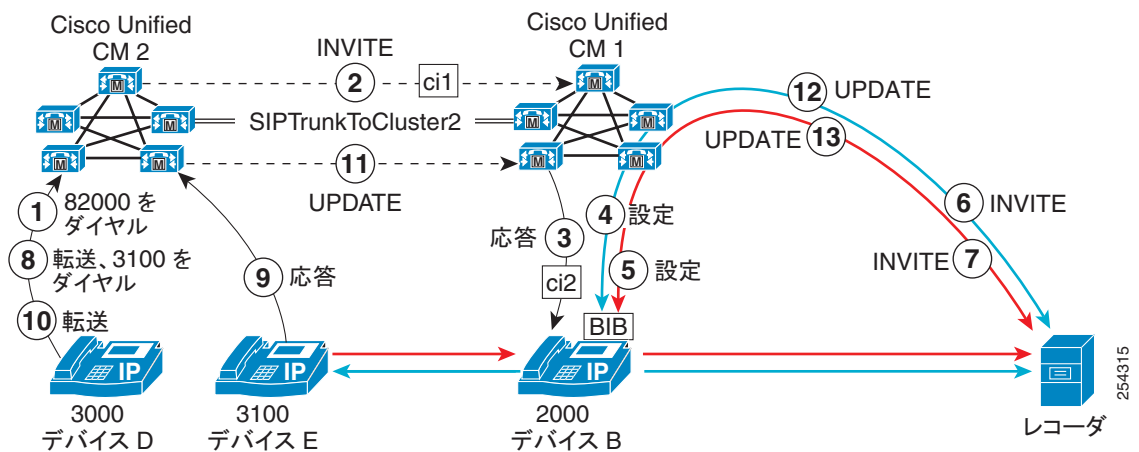 Cisco Unified
CM 2
Cisco Unified
CM 1
INVITE
2
ci1
12 UPDATE
SIPTrunkToCluster2
UPDATE 13
11
UPDATE
1 82000 を
ダイヤル
8 転送、3100 を
ダイヤル
10 転送
9 応答
応答 3
ci2
4 設定
5 設定
6 INVITE
INVITE 7
BIB
M
M
M
M
M
M
M
M
M
M
IP
IP
IP
3000
デバイス D
3100
デバイス E
2000
デバイス B
レコーダ
254315